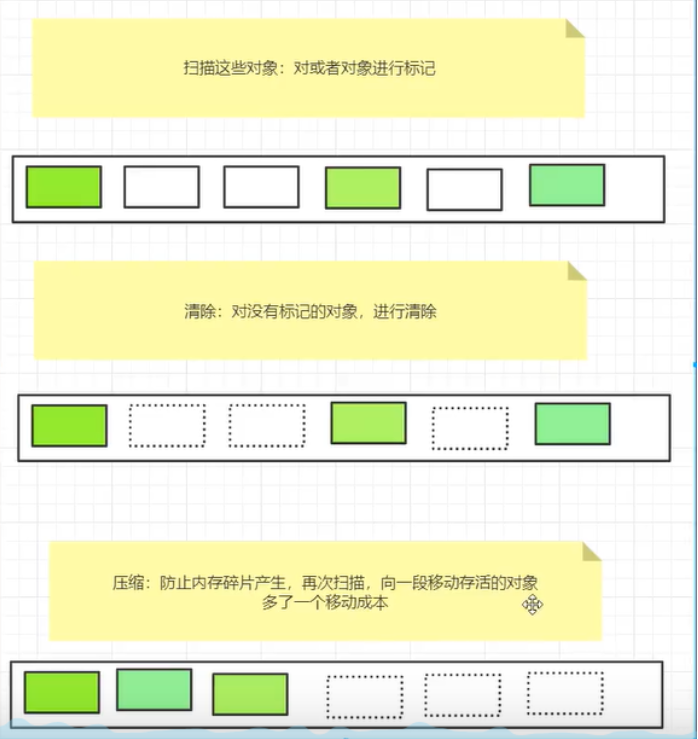 扫描这些对象：对或者对象进行标记
清除：对没有标记的对象，进行清除
压缩：防止内存碎片产生，再次扫描，向一段移动存活的对象
多了一个移动成本